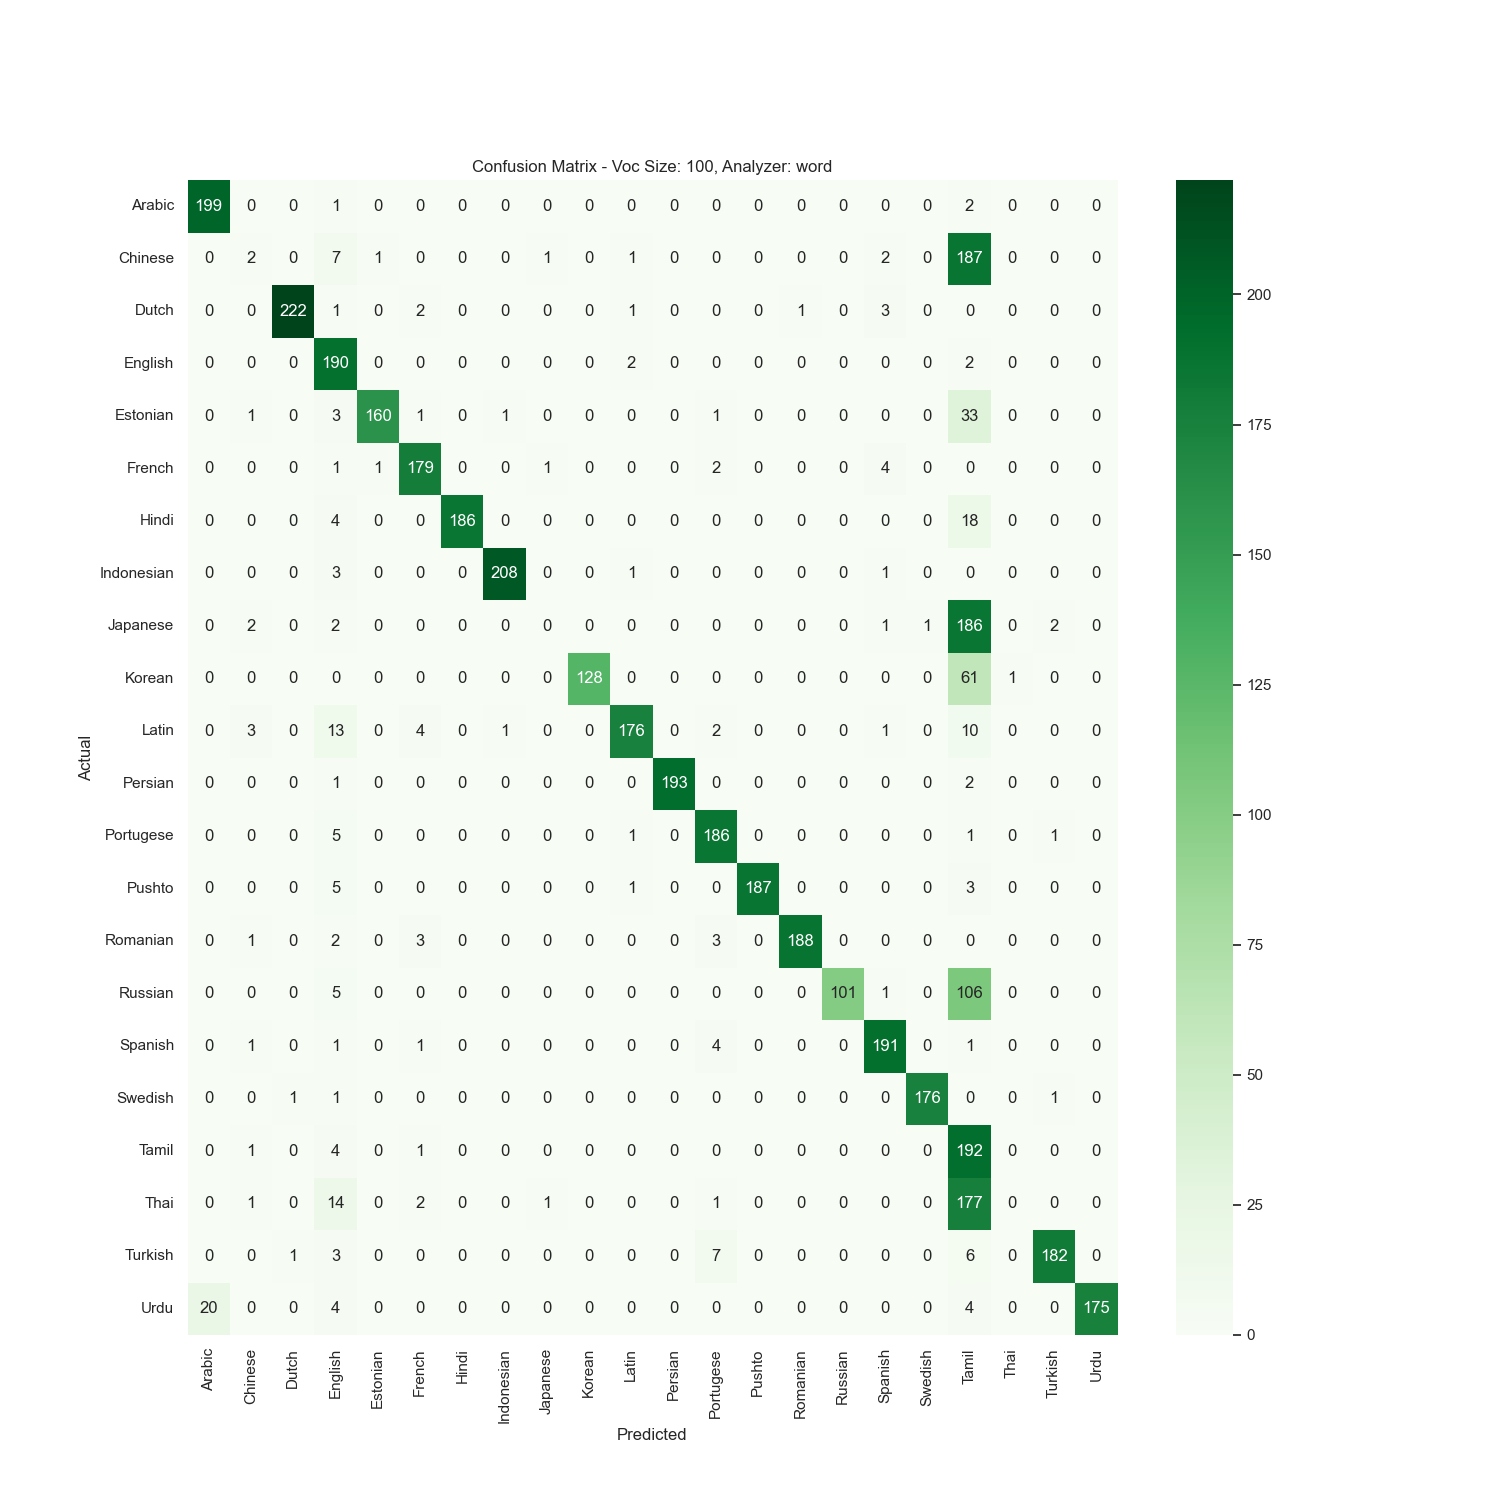 Confusion Matrix - Voc Size: 100, Analyzer: word
Actual
Arabic 199 0 0 1 0 0 0 0 0 0 0 0 0 0 0 0 0 0 2 0 0 0
Chinese 0 2 0 7 1 0 0 0 1 0 1 0 0 0 0 0 2 0 187 0 0 0
Dutch 0 0 222 1 0 2 0 0 0 0 1 0 0 0 1 0 3 0 0 0 0 0
English 0 0 0 190 0 0 0 0 0 0 2 0 0 0 0 0 0 0 2 0 0 0
Estonian 0 1 0 3 160 1 0 1 0 0 0 0 1 0 0 0 0 0 33 0 0 0
French 0 0 0 1 1 179 0 0 1 0 0 0 2 0 0 0 4 0 0 0 0 0
Hindi 0 0 0 4 0 0 186 0 0 0 0 0 0 0 0 0 0 0 18 0 0 0
Indonesian 0 0 0 3 0 0 0 208 0 0 1 0 0 0 0 0 1 0 0 0 0 0
Japanese 0 2 0 2 0 0 0 0 0 0 0 0 0 0 0 0 1 1 186 0 2 0
Korean 0 0 0 0 0 0 0 0 0 128 0 0 0 0 0 0 0 0 61 1 0 0
Latin 0 3 0 13 0 4 0 1 0 0 176 0 2 0 0 0 1 0 10 0 0 0
Persian 0 0 0 1 0 0 0 0 0 0 0 193 0 0 0 0 0 0 2 0 0 0
Portugese 0 0 0 5 0 0 0 0 0 0 1 0 186 0 0 0 0 0 1 0 1 0
Pushto 0 0 0 5 0 0 0 0 0 0 1 0 0 187 0 0 0 0 3 0 0 0
Romanian 0 1 0 2 0 3 0 0 0 0 0 0 3 0 188 0 0 0 0 0 0 0
Russian 0 0 0 5 0 0 0 0 0 0 0 0 0 0 0 101 1 0 106 0 0 0
Spanish 0 1 0 1 0 1 0 0 0 0 0 0 4 0 0 0 191 0 1 0 0 0
Swedish 0 0 1 1 0 0 0 0 0 0 0 0 0 0 0 0 0 176 0 0 1 0
Tamil 0 1 0 4 0 1 0 0 0 0 0 0 0 0 0 0 0 0 192 0 0 0
Thai 0 1 0 14 0 2 0 0 1 0 0 0 1 0 0 0 0 0 177 0 0 0
Turkish 0 0 1 3 0 0 0 0 0 0 0 0 7 0 0 0 0 0 6 0 182 0
Urdu 20 0 0 4 0 0 0 0 0 0 0 0 0 0 0 0 0 0 4 0 0 175
Arabic Chinese Dutch English Estonian French Hindi Indonesian Japanese Korean Latin Persian Portugese Pushto Romanian Russian Spanish Swedish Tamil Thai Turkish Urdu
Predicted
200
175
150
125
100
75
50
25
0